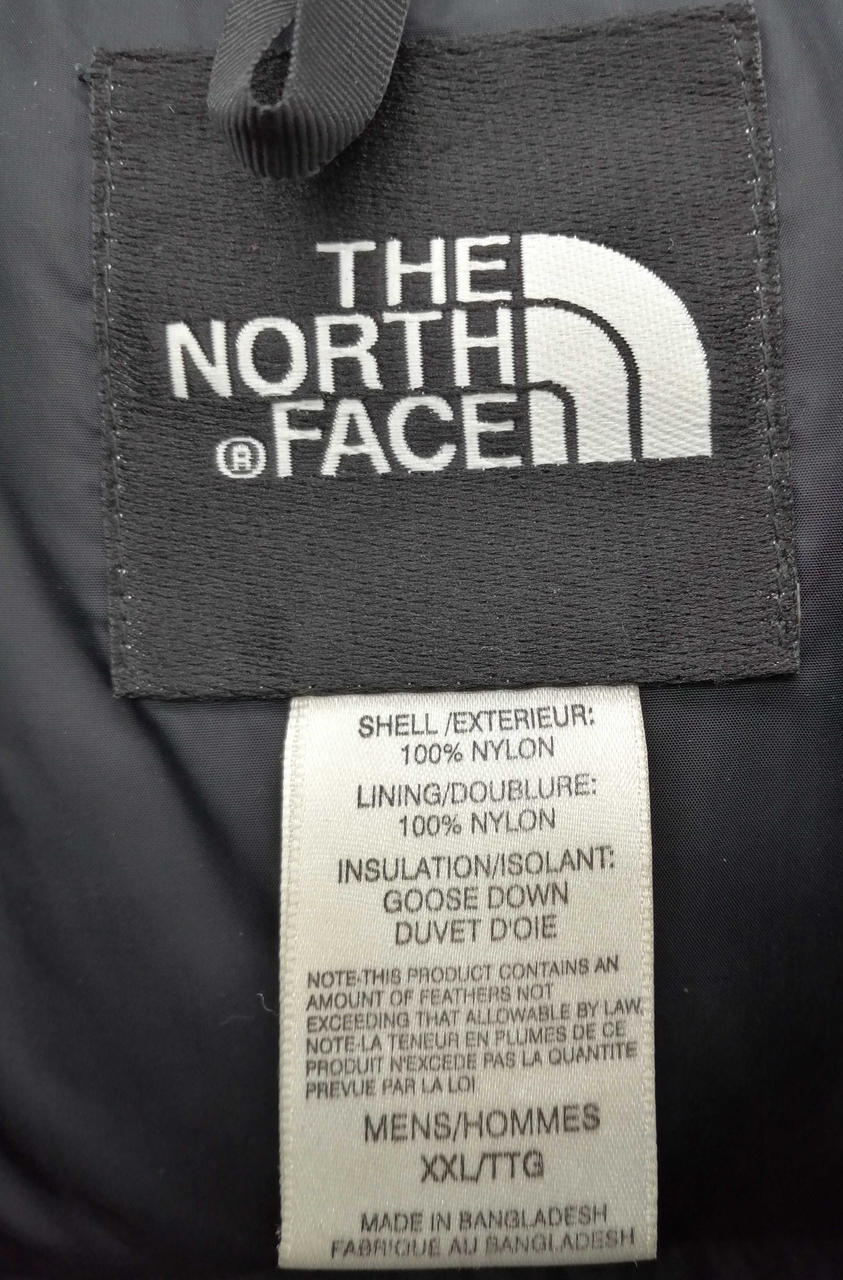 THE
NORTH
® FACE
SHELL /EXTERIEUR:
100% NYLON
LINING/DOUBLURE:
100% NYLON
INSULATION/ISOLANT:
GOOSE DOWN
DUVET D'OIE
NOTE-THIS PRODUCT CONTAINS AN
AMOUNT OF FEATHERS NOT
EXCEEDING THAT ALLOWABLE BY LAW,
NOTE-LA TENEUR EN PLUMES DE CE
PRODUIT N'EXCEDE PAS LA QUANTITE
PREVUE PAR LA LOI
MENS/HOMMES
XXL/TTG
MADE IN BANGLADESH
FABRIQUE AU BANGLADESH